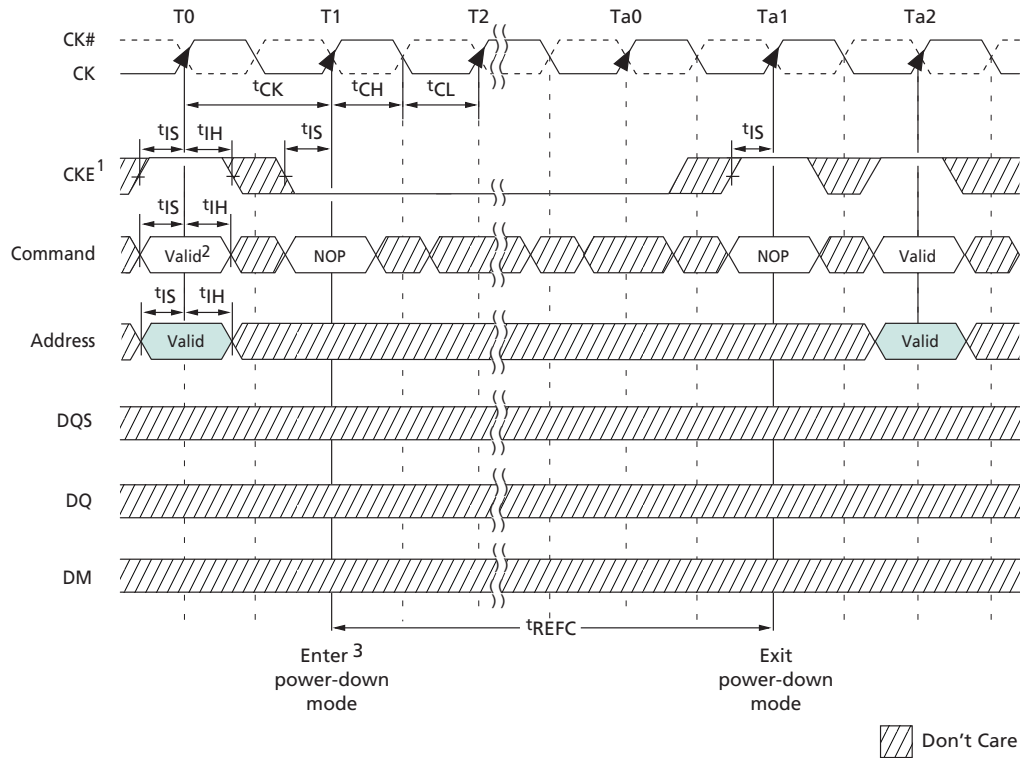 T0 T1 T2 Ta0 Ta1 Ta2
CK#
CK
tCK tCH tCL
tIS tIH tIS tIS
CKE1
tIS tIH
Command Valid2 NOP NOP Valid
tIS tIH
Address Valid Valid
DQS
DQ
DM
tREFC
Enter 3
power-down
mode
Exit
power-down
mode
Don't Care